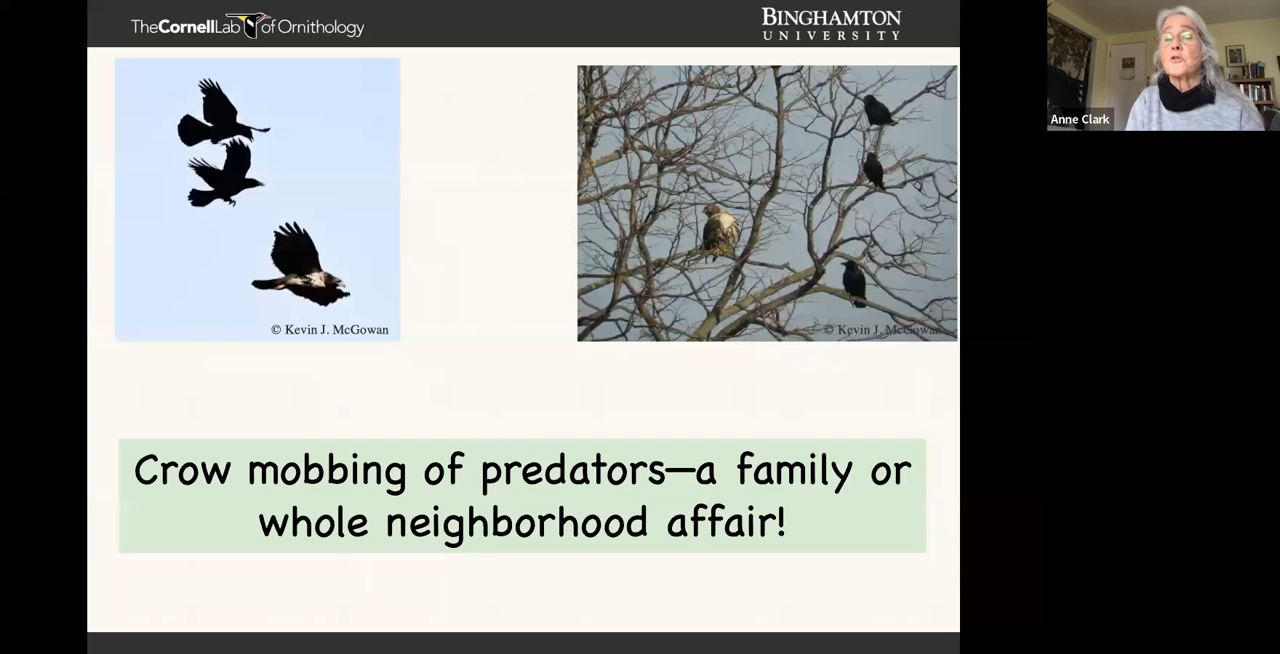 TheCornellLab of Ornithology
BINGHAMTON
UNIVERSITY
Anne Clark
© Kevin J. McGowan
© Kevin J. McGowan
Crow mobbing of predators—a family or
whole neighborhood affair!